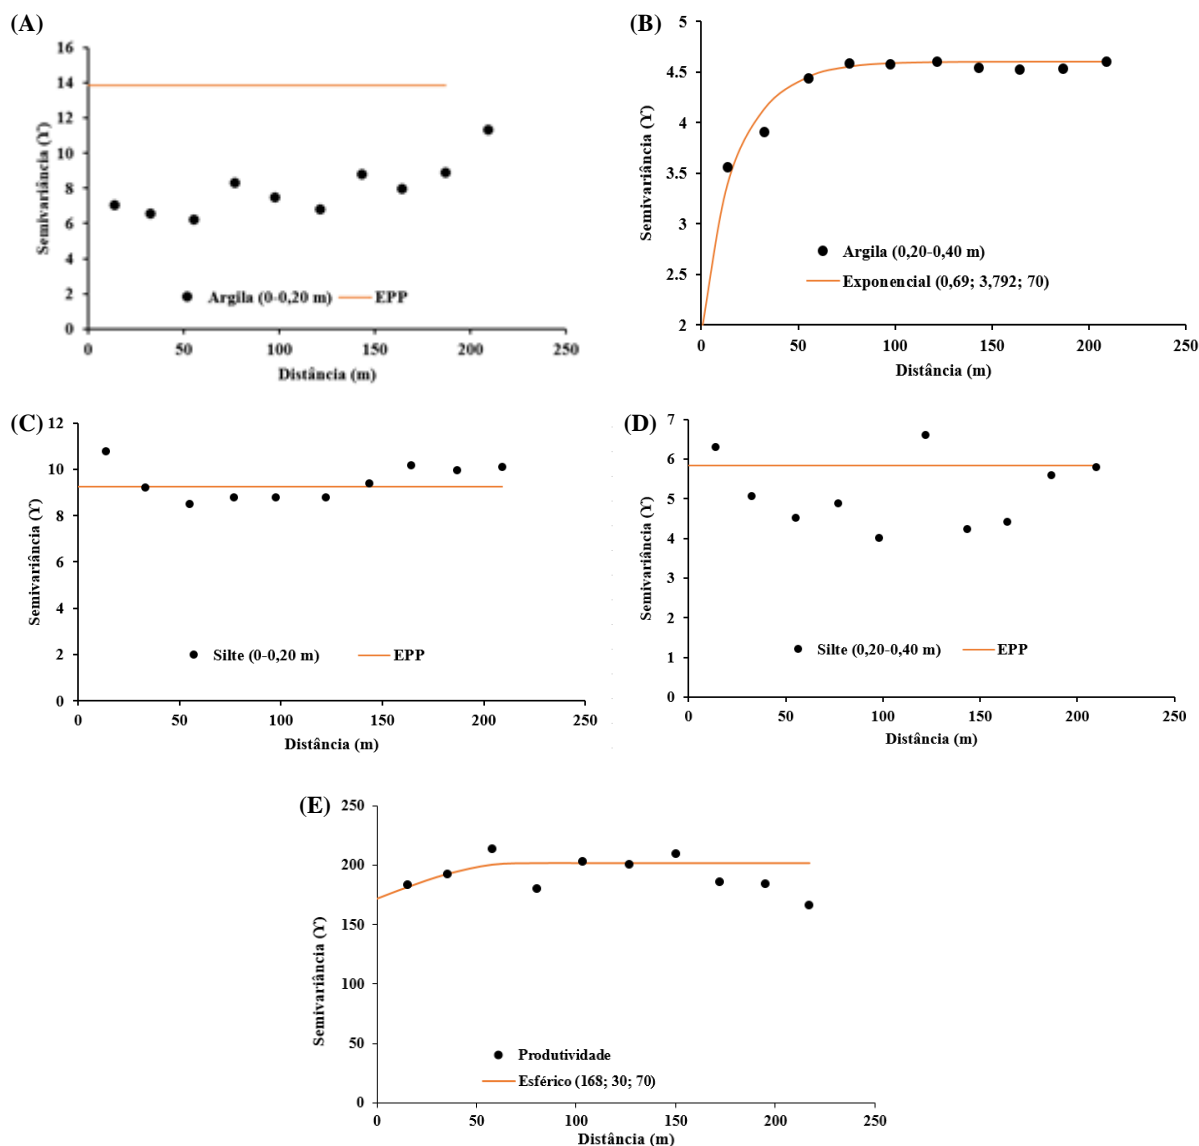 (A)
16
14
12
10
8
6
4
2
0
Semivariância (ϒ)
0 50 100 150 200 250
Distância (m)
Argila (0-0,20 m) EPP
(B)
5
4.5
4
3.5
3
2.5
2
Semivariância (ϒ)
0 50 100 150 200 250
Distância (m)
Argila (0,20-0,40 m)
Exponencial (0,69; 3,792; 70)
(C)
12
10
8
6
4
2
0
Semivariância (ϒ)
0 50 100 150 200 250
Distância (m)
Silte (0-0,20 m) EPP
(D)
7
6
5
4
3
2
1
0
Semivariância (ϒ)
0 50 100 150 200 250
Distância (m)
Silte (0,20-0,40 m) EPP
(E)
250
200
150
100
50
0
Semivariância (ϒ)
0 50 100 150 200 250
Distância (m)
Produtividade
Esférico (168; 30; 70)